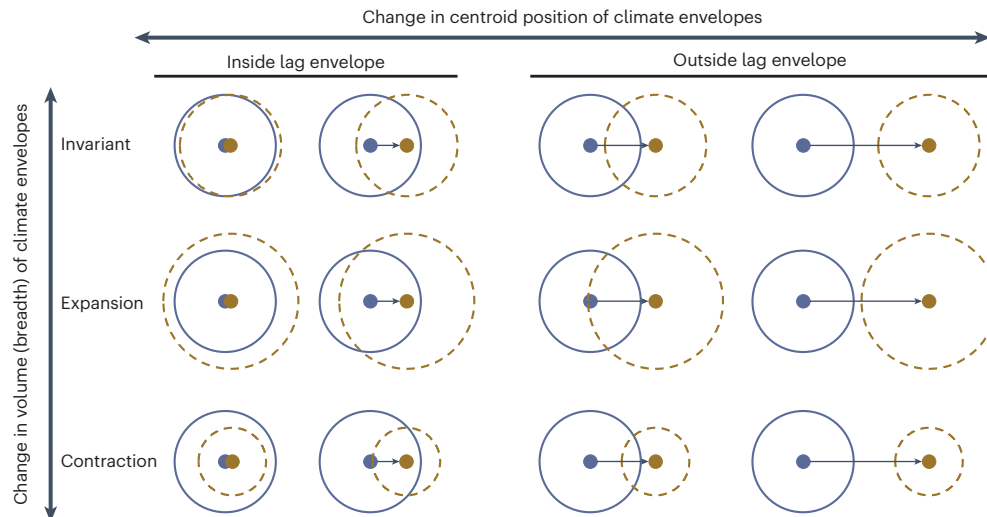 Change in centroid position of climate envelopes
Inside lag envelope
Outside lag envelope
Change in volume (breadth) of climate envelopes
Invariant
Expansion
Contraction